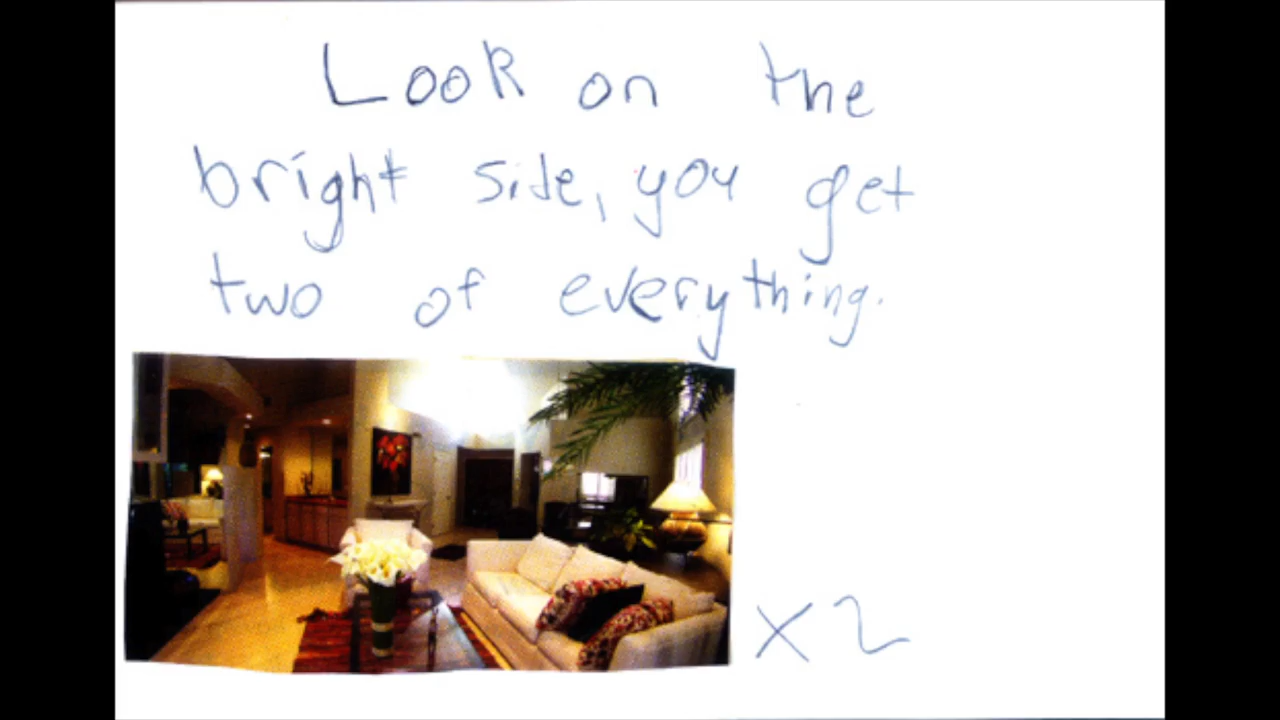 Look on the
bright side, you get
two of everything.
x2